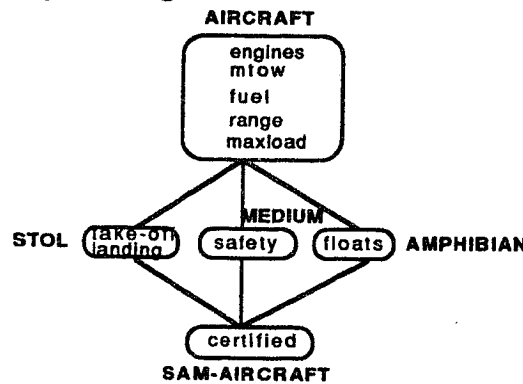 AIRCRAFT
engines
mtow
fuel
range
maxload
MEDIUM
STOL
take-off
landing
safety
floats
AMPHIBIAN
certified
SAM-AIRCRAFT